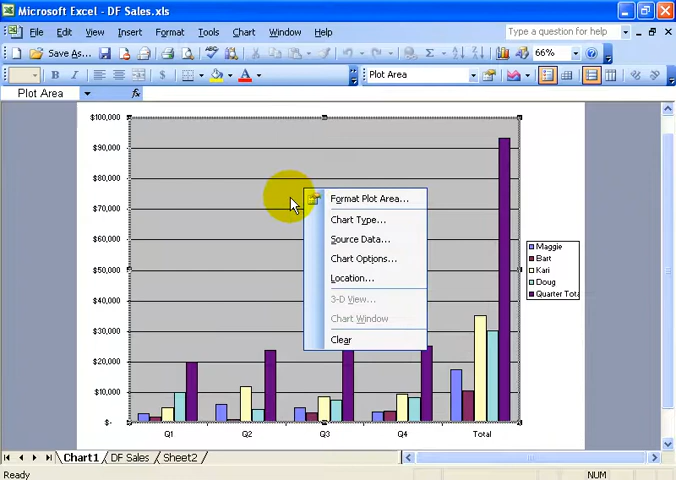 Microsoft Excel - DF Sales.xls
File Edit View Insert Format Tools Chart Window Help
Type a question for help
Save As...
66%
Plot Area
Plot Area
fx
$100,000
$90,000
$80,000
$70,000
$60,000
$50,000
$40,000
$30,000
$20,000
$10,000
$-
Format Plot Area...
Chart Type...
Source Data...
Chart Options...
Location...
3-D View...
Chart Window
Clear
Maggie
Bart
Kari
Doug
Quarter Tota
Q1 Q2 Q3 Q4 Total
Chart1 DF Sales Sheet2
Ready
NUM